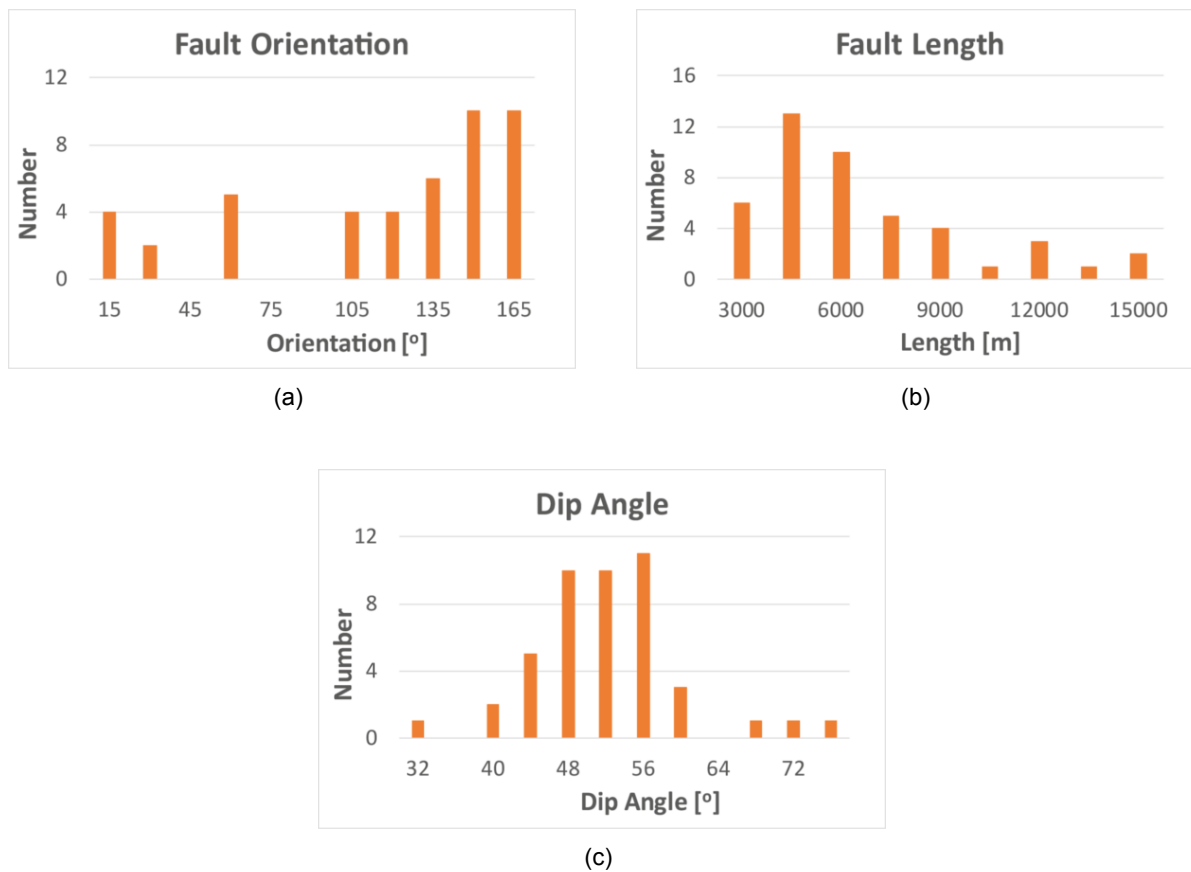 Fault Orientation
12
8
4
0
Number
15 45 75 105 135 165
Orientation [º]
(a)
Fault Length
16
12
8
4
0
Number
3000 6000 9000 12000 15000
Length [m]
(b)
Dip Angle
12
8
4
0
Number
32 40 48 56 64 72
Dip Angle [º]
(c)